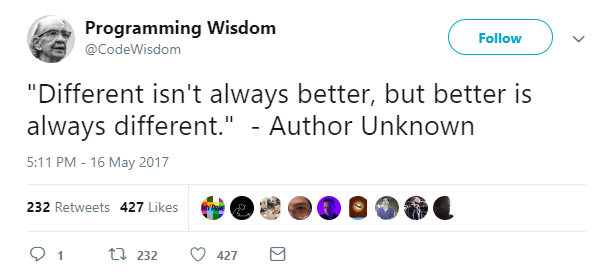 Programming Wisdom
@CodeWisdom
Follow
"Different isn't always better, but better is
always different."  - Author Unknown
5:11 PM - 16 May 2017
232 Retweets 427 Likes
1 232 427